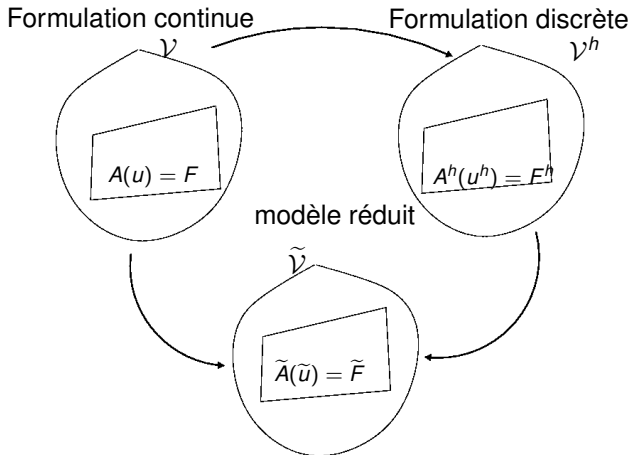 Formulation continue
𝒱
A(u) = F
Formulation discrète
𝒱ʰ
Aʰ(uʰ) = Fʰ
modèle réduit
𝒱̃
Ã(ũ) = F̃